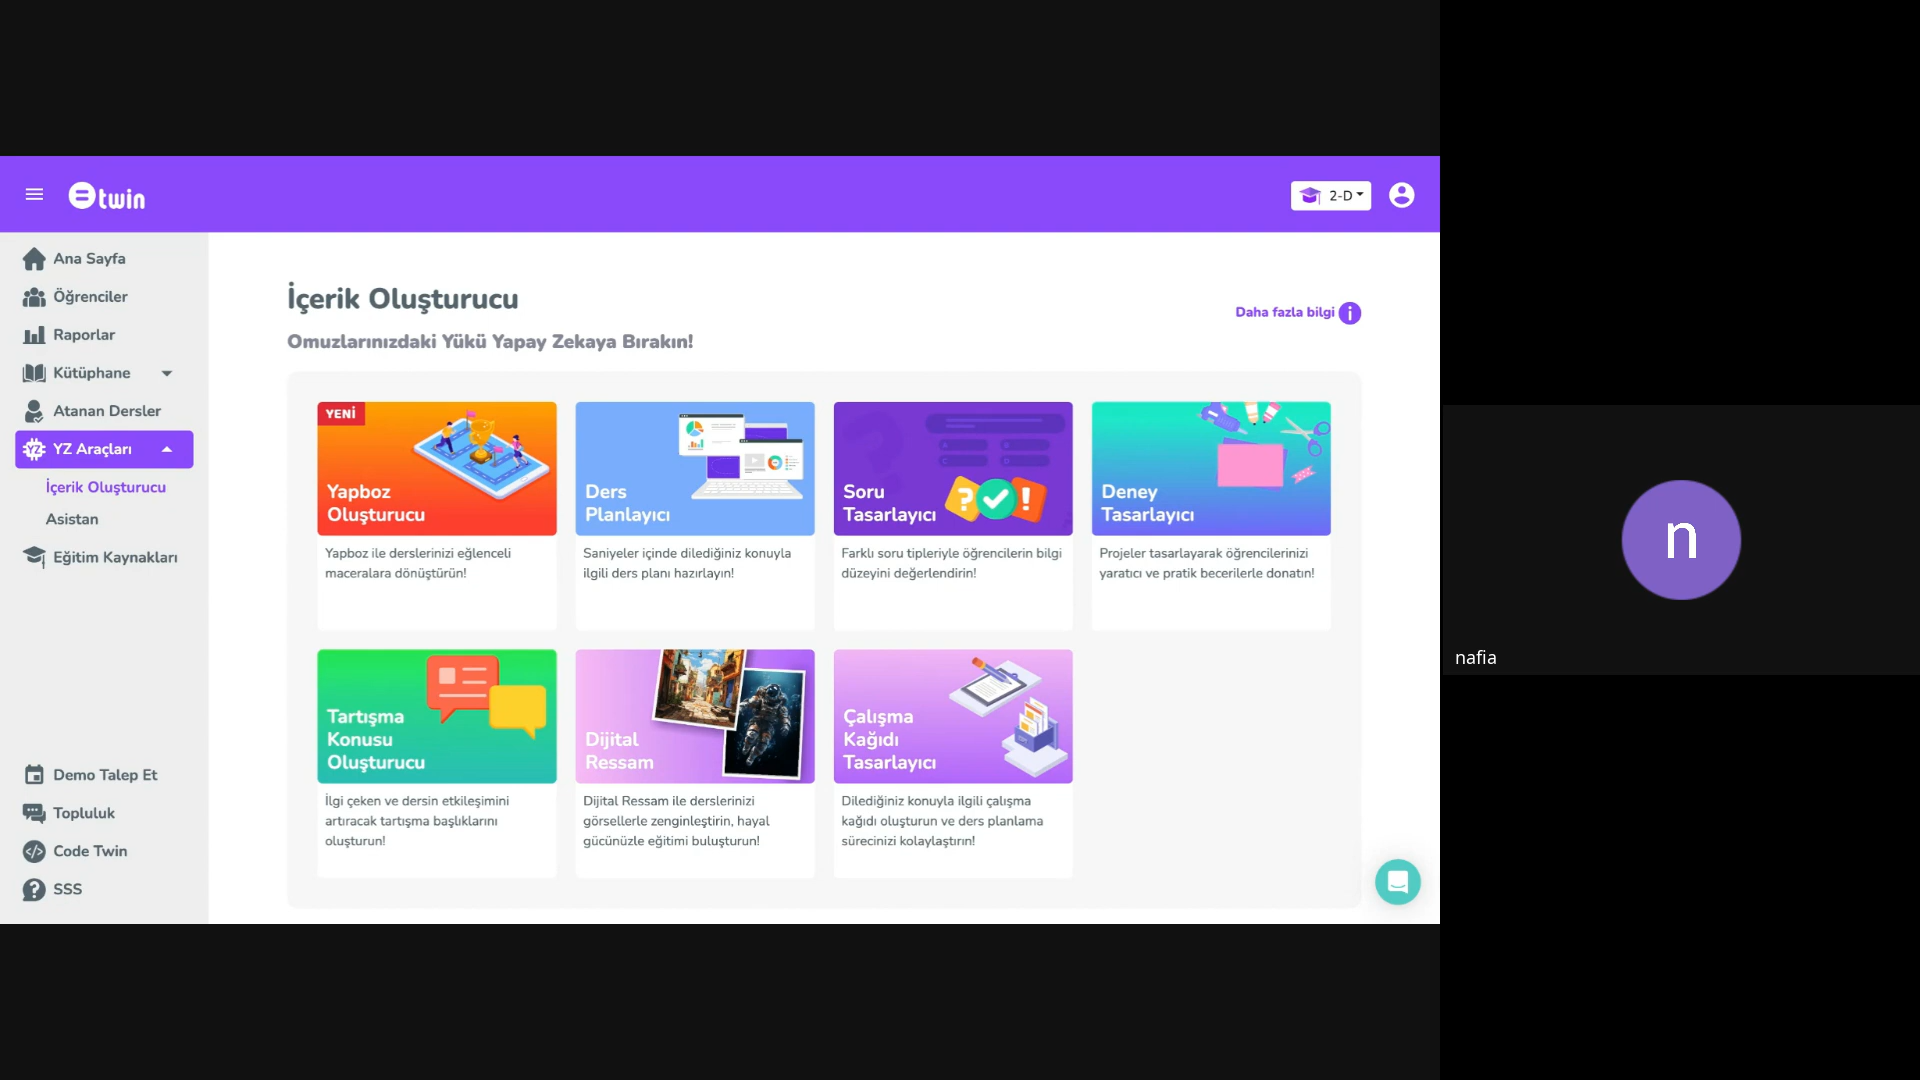 twin
2-D
Ana Sayfa
Öğrenciler
Raporlar
Kütüphane
Atanan Dersler
YZ Araçları
İçerik Oluşturucu
Asistan
Eğitim Kaynakları
Demo Talep Et
Topluluk
Code Twin
SSS
İçerik Oluşturucu
Daha fazla bilgi
Omuzlarınızdaki Yükü Yapay Zekaya Bırakın!
YENİ
Yapboz
Oluşturucu
Yapboz ile derslerinizi eğlenceli
maceralara dönüştürün!
Ders
Planlayıcı
Saniyeler içinde dilediğiniz konuyla
ilgili ders planı hazırlayın!
Soru
Tasarlayıcı
Farklı soru tipleriyle öğrencilerin bilgi
düzeyini değerlendirin!
Deney
Tasarlayıcı
Projeler tasarlayarak öğrencilerinizi
yaratıcı ve pratik becerilerle donatın!
Tartışma
Konusu
Oluşturucu
İlgi çeken ve dersin etkileşimini
artıracak tartışma başlıklarını
oluşturun!
Dijital
Ressam
Dijital Ressam ile derslerinizi
görsellerle zenginleştirin, hayal
gücünüzle eğitimi buluşturun!
Çalışma
Kağıdı
Tasarlayıcı
Dilediğiniz konuyla ilgili çalışma
kağıdı oluşturun ve ders planlama
sürecinizi kolaylaştırın!
n
nafia